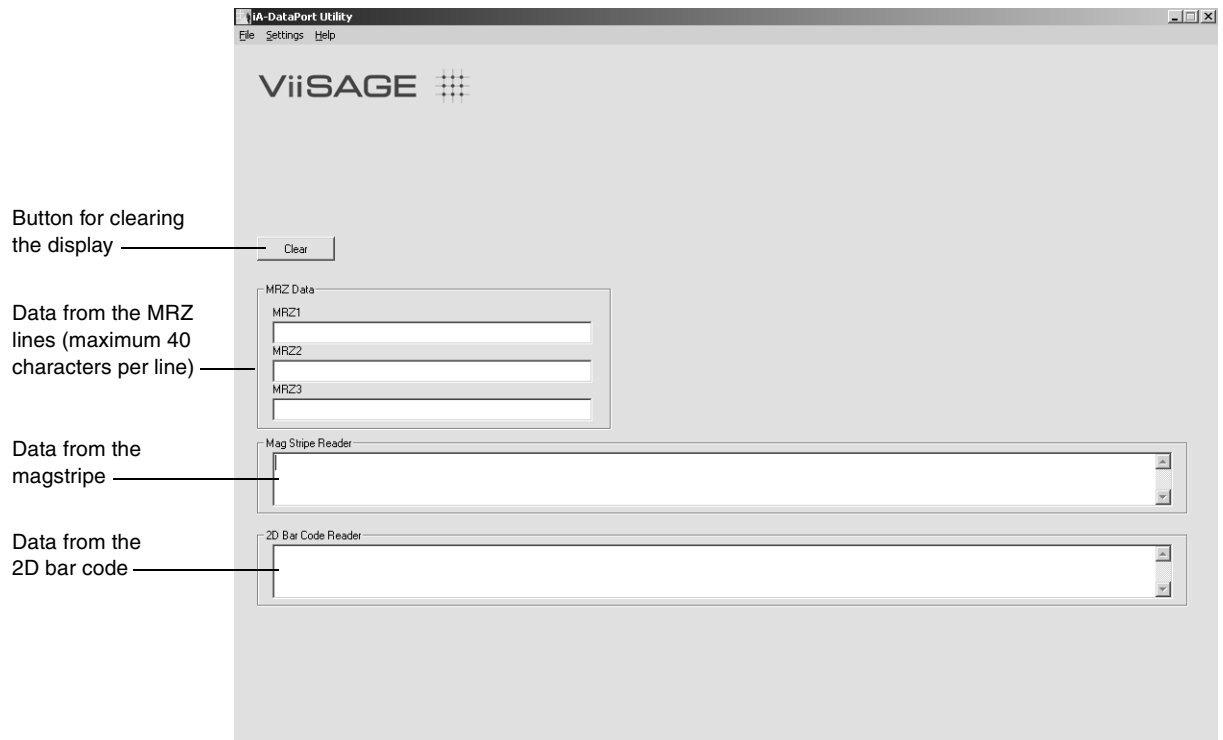 iA-DataPort Utility
File Settings Help
ViiSAGE
Button for clearing
the display
Clear
MRZ Data
Data from the MRZ
lines (maximum 40
characters per line)
MRZ1
MRZ2
MRZ3
Mag Stripe Reader
Data from the
magstripe
2D Bar Code Reader
Data from the
2D bar code